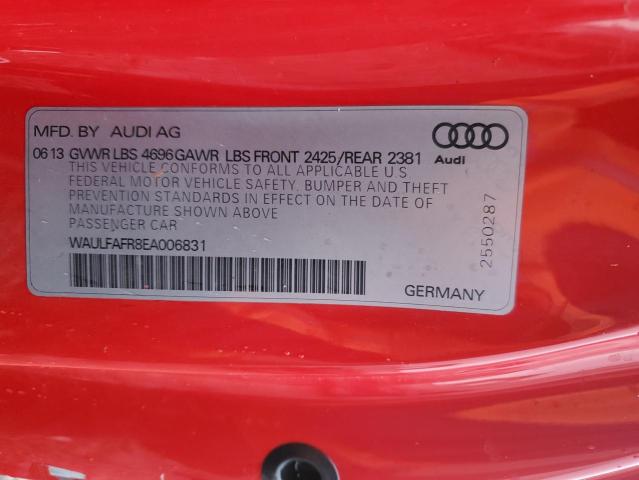 MFD. BY AUDI AG
06 13 GVWR LBS 4696 GAWR LBS FRONT 2425/REAR 2381
THIS VEHICLE CONFORMS TO ALL APPLICABLE U.S.
FEDERAL MOTOR VEHICLE SAFETY, BUMPER AND THEFT
PREVENTION STANDARDS IN EFFECT ON THE DATE OF
MANUFACTURE SHOWN ABOVE
PASSENGER CAR
WAULFAFR8EA006831
GERMANY
Audi
2550287